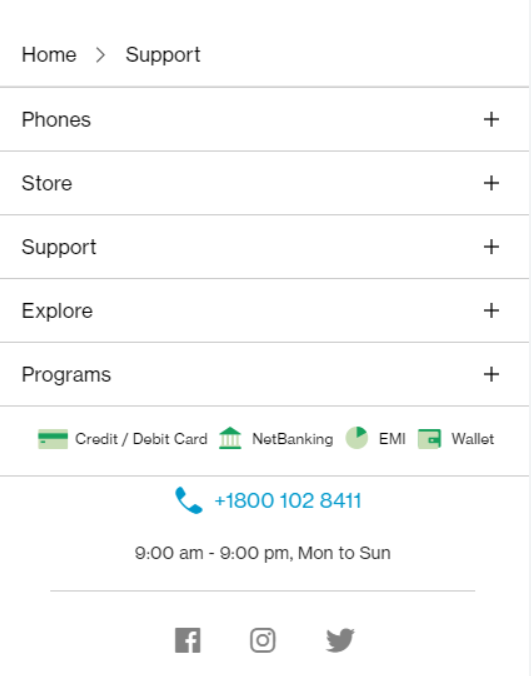 Home > Support
Phones +
Store +
Support +
Explore +
Programs +
Credit / Debit Card NetBanking EMI Wallet
+1800 102 8411
9:00 am - 9:00 pm, Mon to Sun